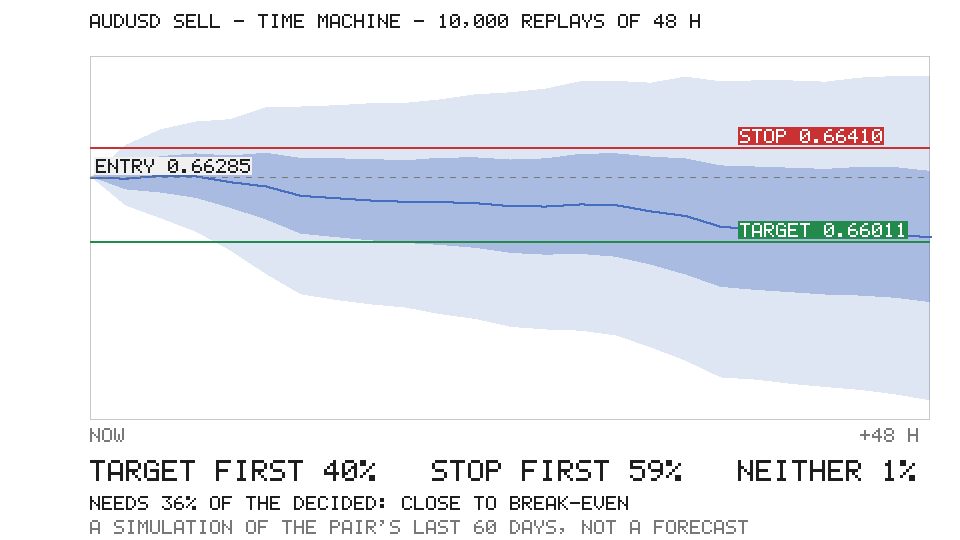 AUDUSD SELL - TIME MACHINE - 10,000 REPLAYS OF 48 H
STOP 0.66410
ENTRY 0.66285
TARGET 0.66011
NOW
+48 H
TARGET FIRST 40% STOP FIRST 59% NEITHER 1%
NEEDS 36% OF THE DECIDED: CLOSE TO BREAK-EVEN
A SIMULATION OF THE PAIR'S LAST 60 DAYS, NOT A FORECAST